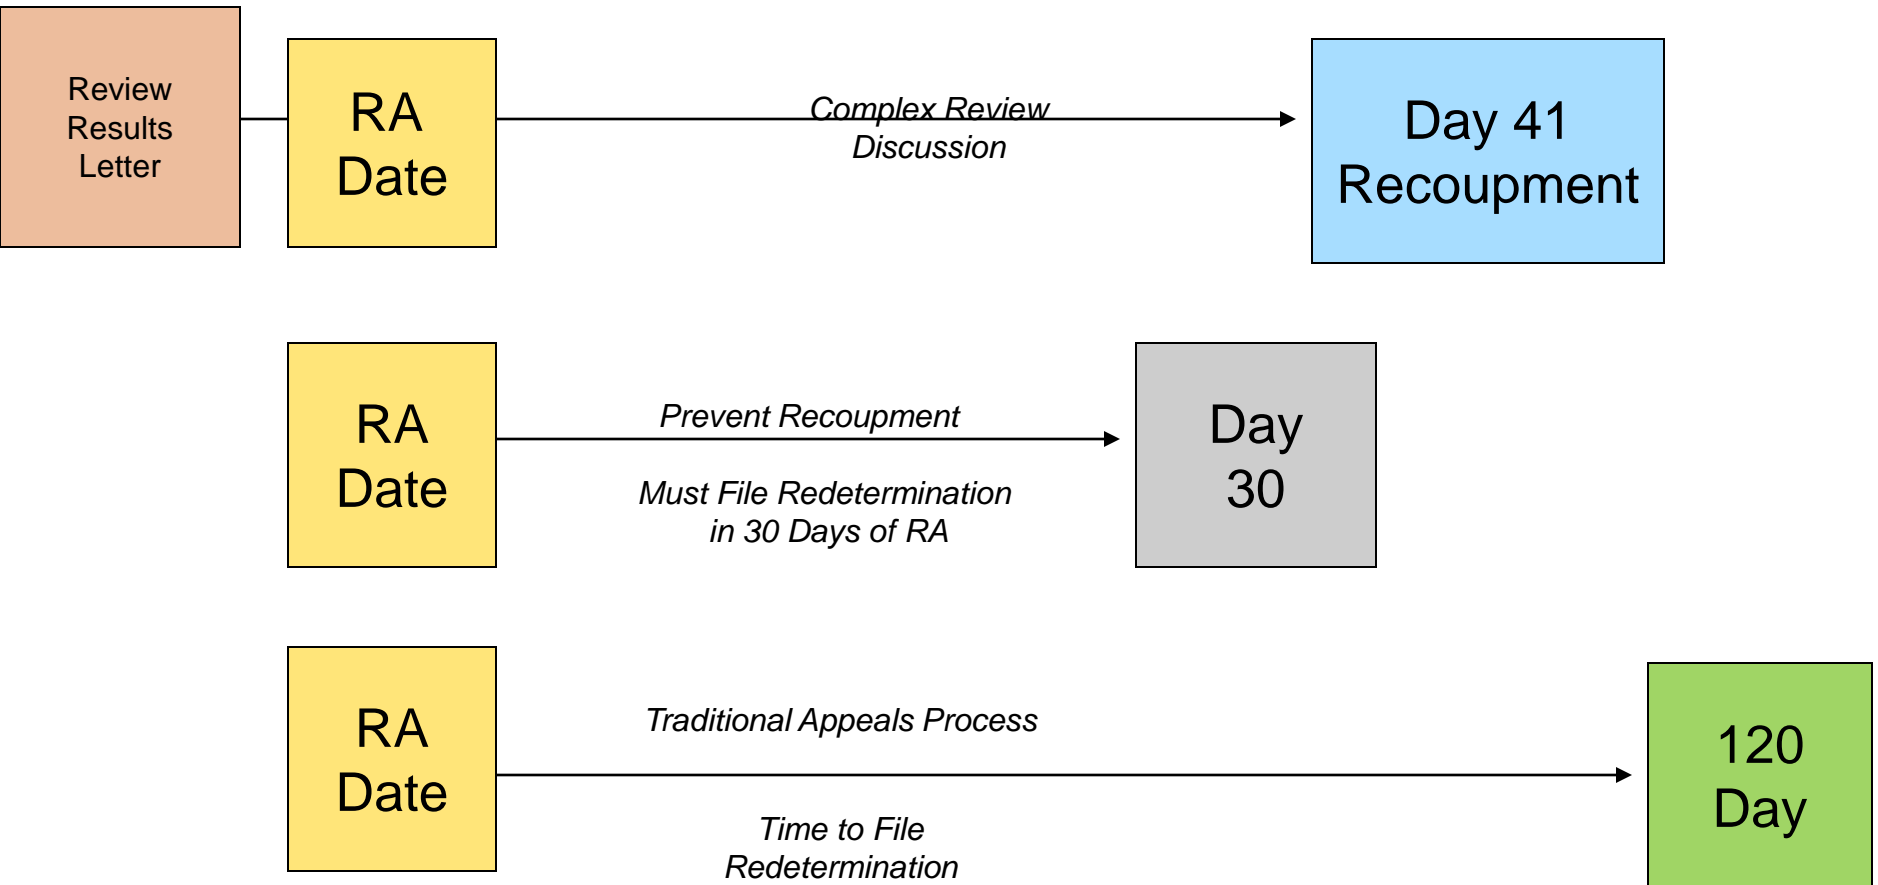 Review
Results
Letter
RA
Date
Complex Review
Discussion
Day 41
Recoupment
RA
Date
Prevent Recoupment
Must File Redetermination
in 30 Days of RA
Day
30
RA
Date
Traditional Appeals Process
Time to File
Redetermination
120
Day